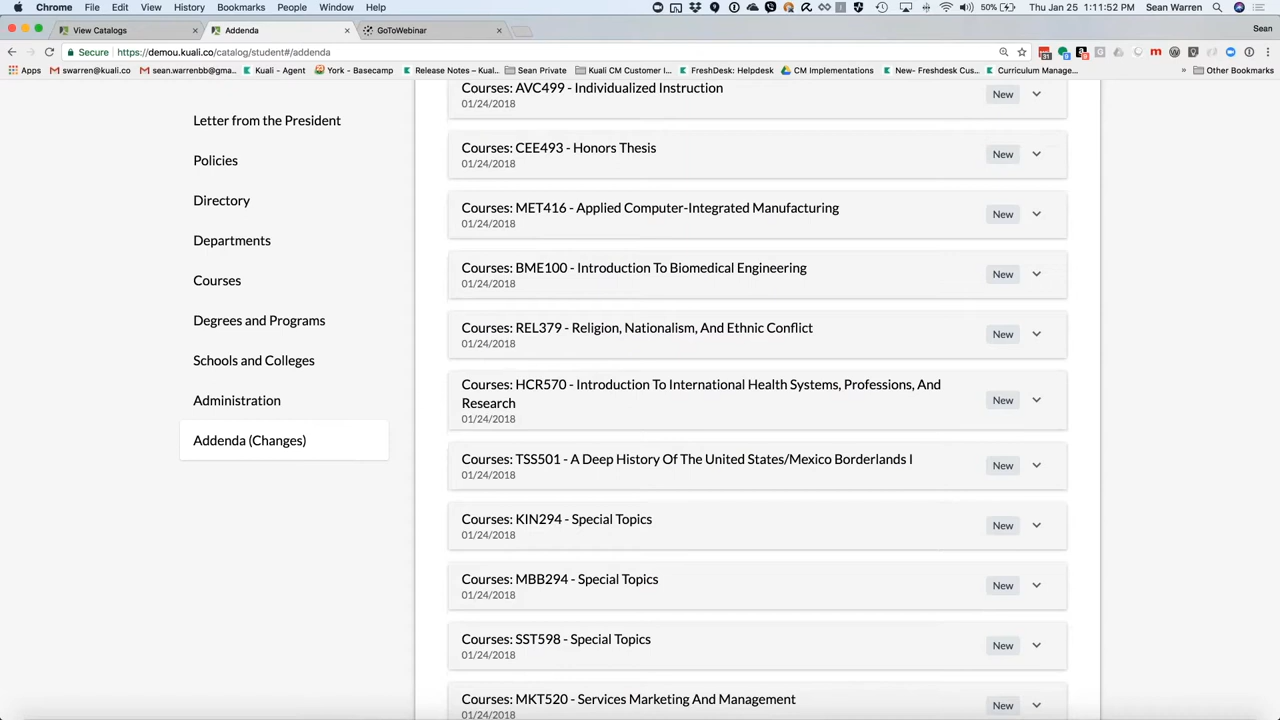 Chrome File Edit View History Bookmarks People Window Help 50% Thu Jan 25 1:11:52 PM Sean Warren
View Catalogs Addenda GoToWebinar Sean
Secure https://demou.kuali.co/catalog/student#/addenda
Apps swarren@kuali.co sean.warrenbb@gma... Kuali - Agent York - Basecamp Release Notes – Kual... Sean Private Kuali CM Customer I... FreshDesk: Helpdesk CM Implementations New- Freshdesk Cus... Curriculum Manage... » Other Bookmarks
Letter from the President
Policies
Directory
Departments
Courses
Degrees and Programs
Schools and Colleges
Administration
Addenda (Changes)
Courses: AVC499 - Individualized Instruction
01/24/2018
New
Courses: CEE493 - Honors Thesis
01/24/2018
New
Courses: MET416 - Applied Computer-Integrated Manufacturing
01/24/2018
New
Courses: BME100 - Introduction To Biomedical Engineering
01/24/2018
New
Courses: REL379 - Religion, Nationalism, And Ethnic Conflict
01/24/2018
New
Courses: HCR570 - Introduction To International Health Systems, Professions, And
Research
01/24/2018
New
Courses: TSS501 - A Deep History Of The United States/Mexico Borderlands I
01/24/2018
New
Courses: KIN294 - Special Topics
01/24/2018
New
Courses: MBB294 - Special Topics
01/24/2018
New
Courses: SST598 - Special Topics
01/24/2018
New
Courses: MKT520 - Services Marketing And Management
New